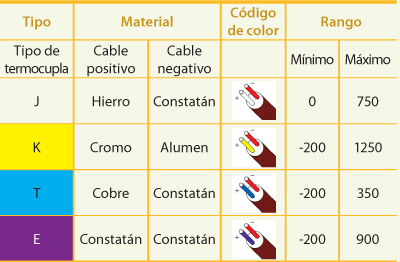 Tipo Material Código de color Rango
Tipo de termocupla Cable positivo Cable negativo Mínimo Máximo
J Hierro Constatán + - 0 750
K Cromo Alumen + - -200 1250
T Cobre Constatán + - -200 350
E Constatán Constatán + - -200 900